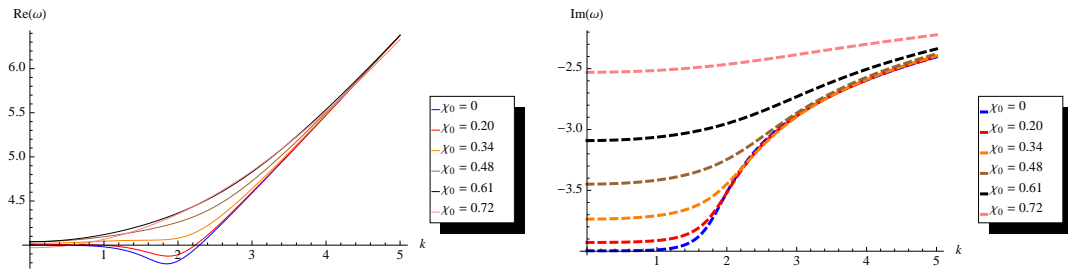 Re(ω)
6.0
5.5
5.0
4.5
1 2 3 4 5 k
χ₀ = 0
χ₀ = 0.20
χ₀ = 0.34
χ₀ = 0.48
χ₀ = 0.61
χ₀ = 0.72
Im(ω)
−2.5
−3.0
−3.5
1 2 3 4 5 k
χ₀ = 0
χ₀ = 0.20
χ₀ = 0.34
χ₀ = 0.48
χ₀ = 0.61
χ₀ = 0.72